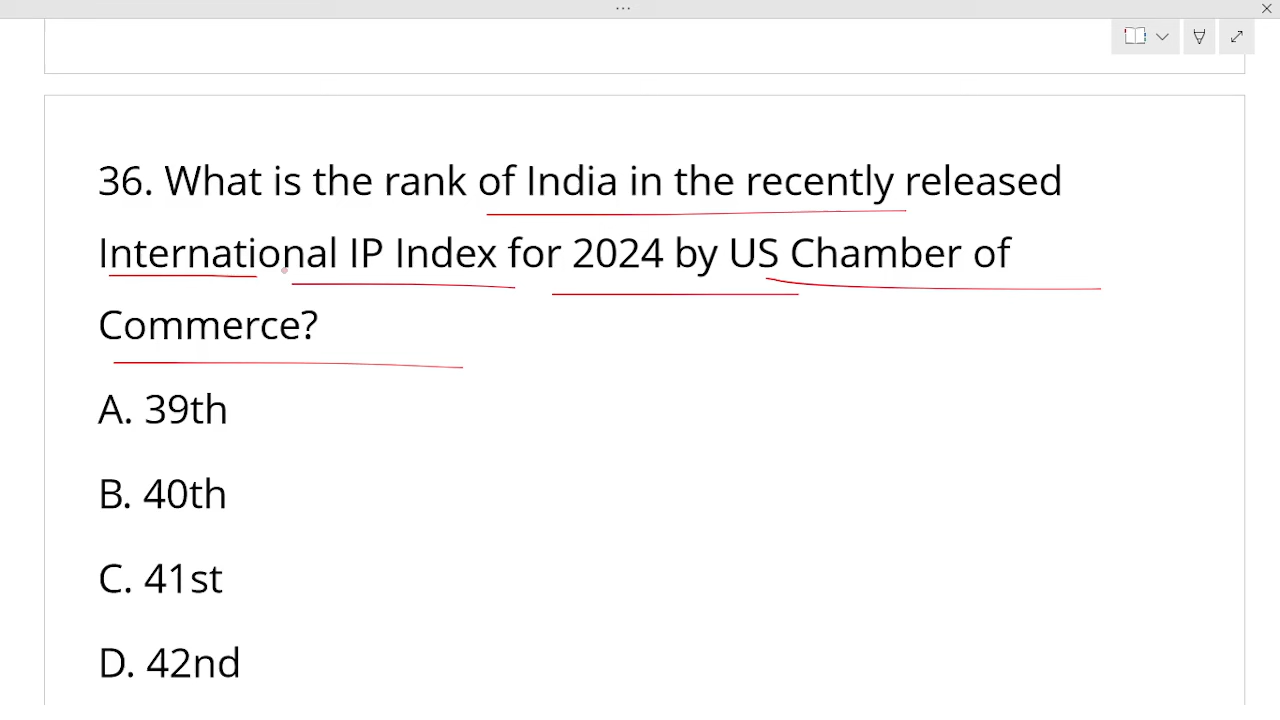 36. What is the rank of India in the recently released
International IP Index for 2024 by US Chamber of
Commerce?
A. 39th
B. 40th
C. 41st
D. 42nd